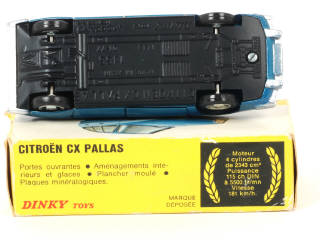 CITROËN CX PALLAS
Portes ouvrantes • Aménagements inté-
rieurs et glaces • Plancher moulé •
Plaques minéralogiques.
DINKY TOYS
MARQUE
DÉPOSÉE
Moteur
4 cylindres
de 2343 cm³
Puissance
115 ch DIN
à 5500 tr/mn
Vitesse
181 km/h.